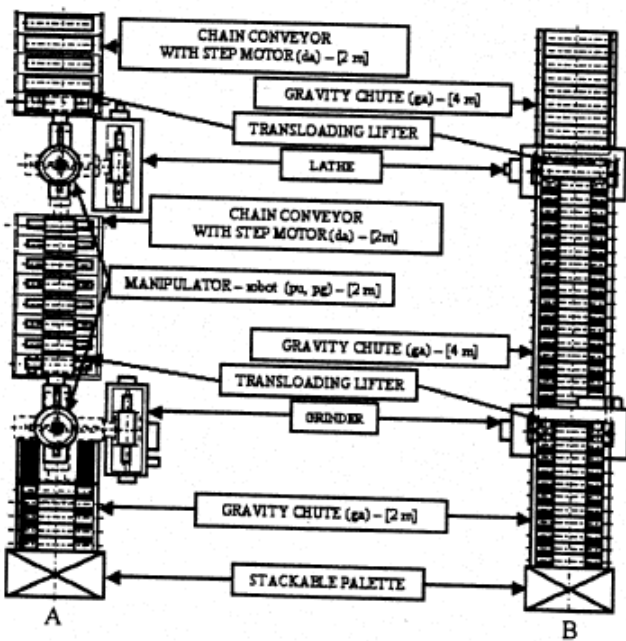 CHAIN CONVEYOR
WITH STEP MOTOR (da) – [2 m]
GRAVITY CHUTE (ga) – [4 m]
TRANSLOADING LIFTER
LATHE
CHAIN CONVEYOR
WITH STEP MOTOR (da) – [2m]
MANIPULATOR – robot (pu, pg) – [2 m]
GRAVITY CHUTE (ga) – [4 m]
TRANSLOADING LIFTER
GRINDER
GRAVITY CHUTE (ga) – [2 m]
STACKABLE PALETTE
A
B